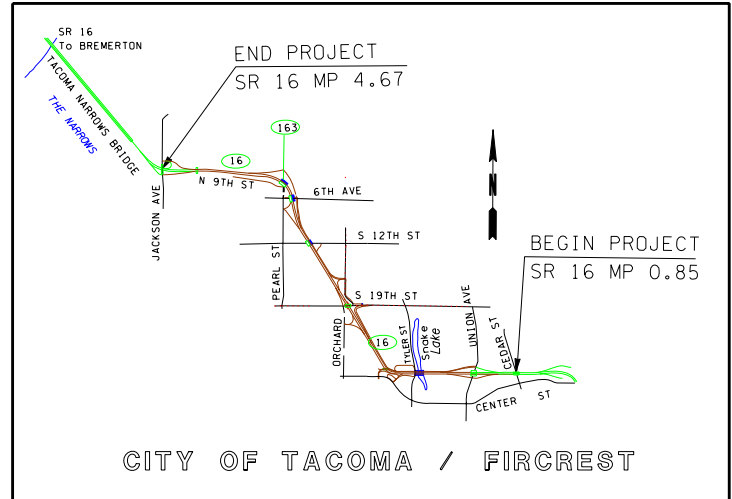 SR 16
To BREMERTON
TACOMA NARROWS BRIDGE
THE NARROWS
END PROJECT
SR 16 MP 4.67
163
16
N 9TH ST
6TH AVE
JACKSON AVE
N
S 12TH ST
PEARL ST
BEGIN PROJECT
SR 16 MP 0.85
S 19TH ST
ORCHARD
16
TYLER ST
Snake
Lake
UNION AVE
CEDAR ST
CENTER ST
CITY OF TACOMA / FIRCREST